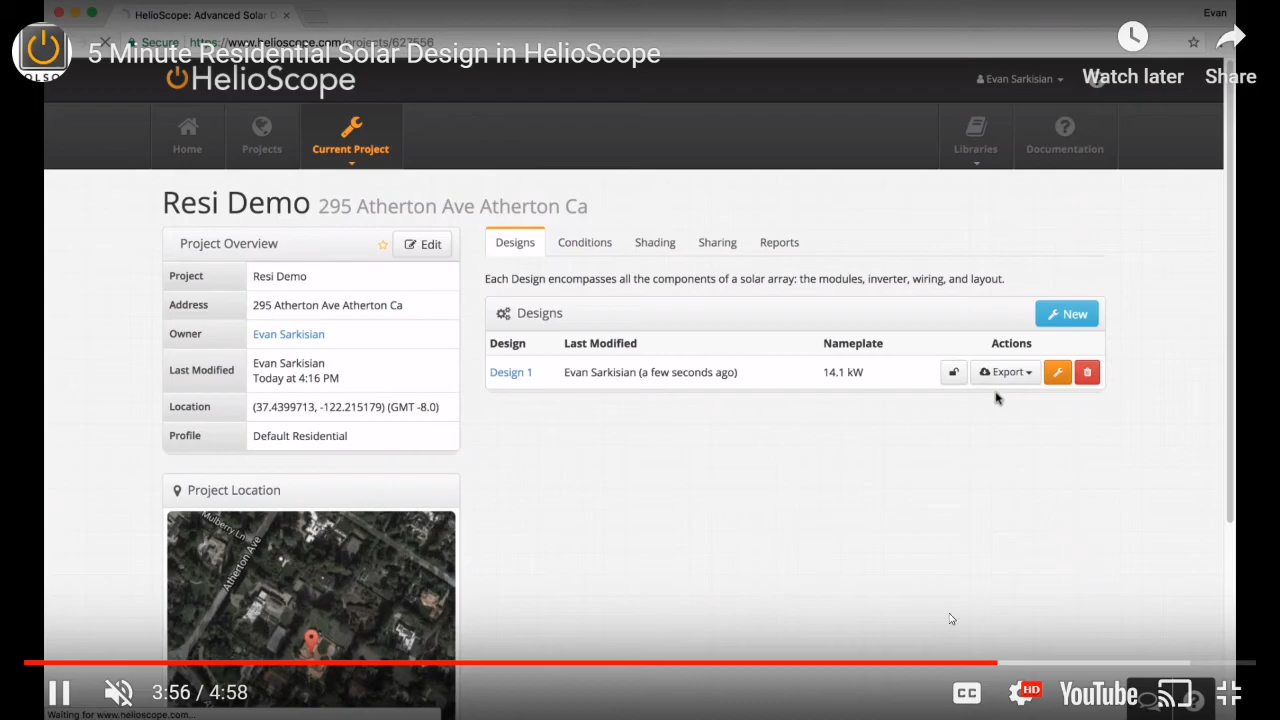 HelioScope: Advanced Solar D
Evan
Secure https://www.helioscope.com/projects/627556
5 Minute Residential Solar Design in HelioScope
OLSO
HelioScope
Evan Sarkisian
Watch later
Share
Home
Projects
Current Project
Libraries
Documentation
Resi Demo 295 Atherton Ave Atherton Ca
Project Overview
Edit
Project Resi Demo
Address 295 Atherton Ave Atherton Ca
Owner Evan Sarkisian
Last Modified Evan Sarkisian
Today at 4:16 PM
Location (37.4399713, -122.215179) (GMT -8.0)
Profile Default Residential
Project Location
Mulberry Ln
Atherton Ave
Designs Conditions Shading Sharing Reports
Each Design encompasses all the components of a solar array: the modules, inverter, wiring, and layout.
Designs
New
Design Last Modified Nameplate Actions
Design 1 Evan Sarkisian (a few seconds ago) 14.1 kW Export
3:56 / 4:58
CC
HD
YouTube
Waiting for www.helioscope.com...